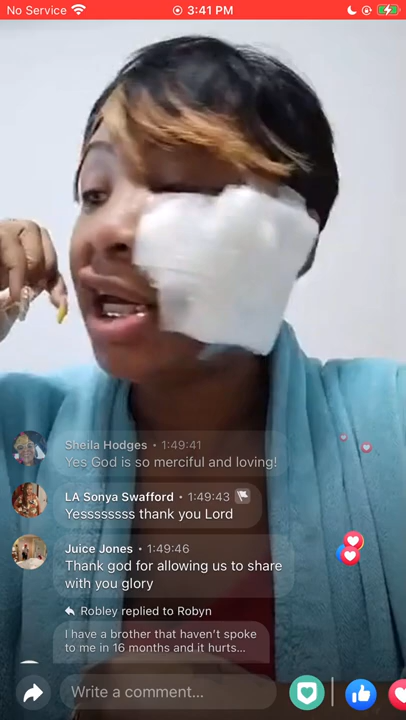 No Service 3:41 PM
Sheila Hodges • 1:49:41
Yes God is so merciful and loving!
LA Sonya Swafford • 1:49:43
Yessssssss thank you Lord
Juice Jones • 1:49:46
Thank god for allowing us to share
with you glory
Robley replied to Robyn
I have a brother that haven't spoke
to me in 16 months and it hurts...
Write a comment...